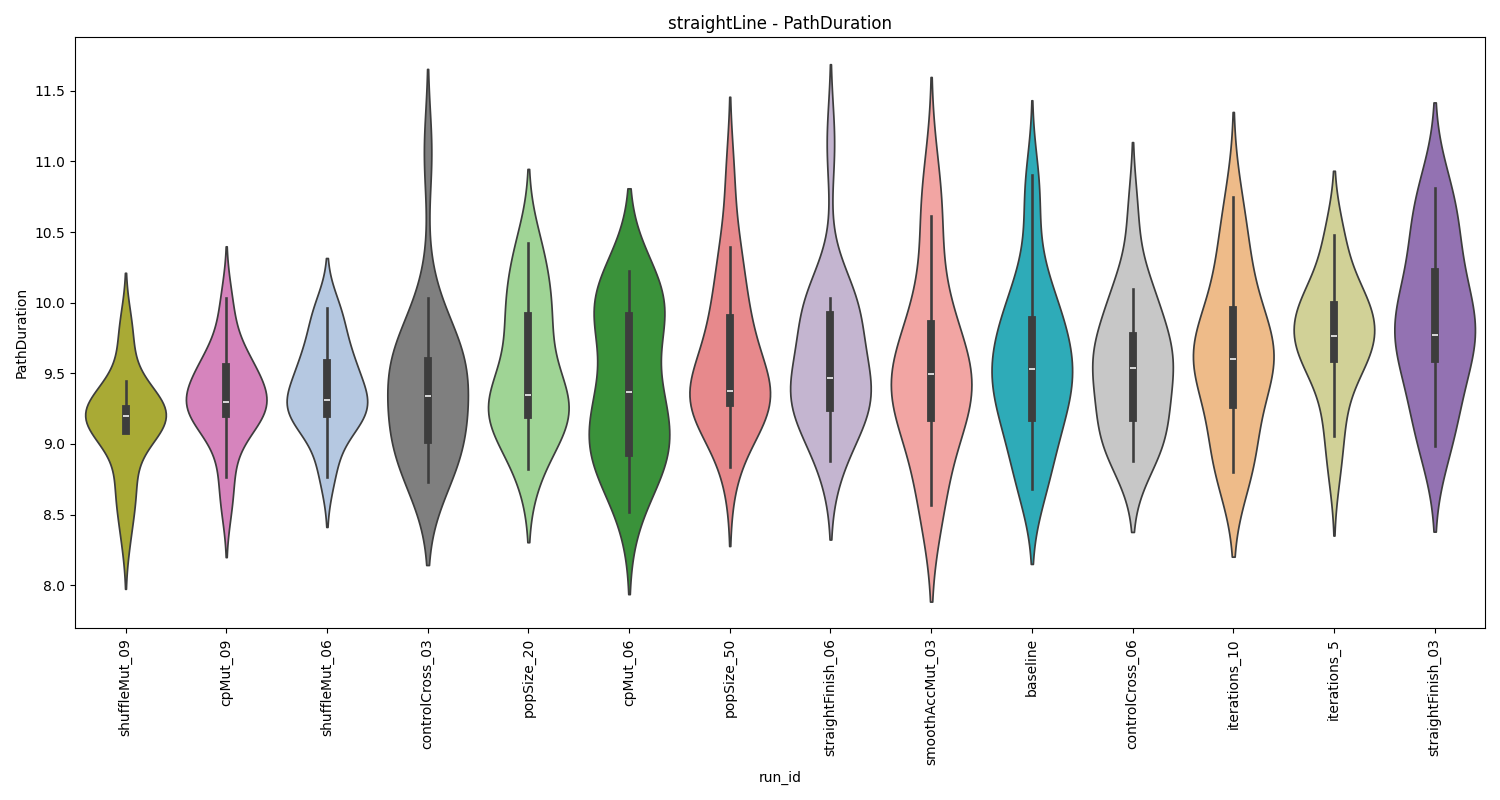 straightLine - PathDuration
PathDuration
11.5
11.0
10.5
10.0
9.5
9.0
8.5
8.0
shuffleMut_09
cpMut_09
shuffleMut_06
controlCross_03
popSize_20
cpMut_06
popSize_50
straightFinish_06
smoothAccMut_03
baseline
controlCross_06
iterations_10
iterations_5
straightFinish_03
run_id